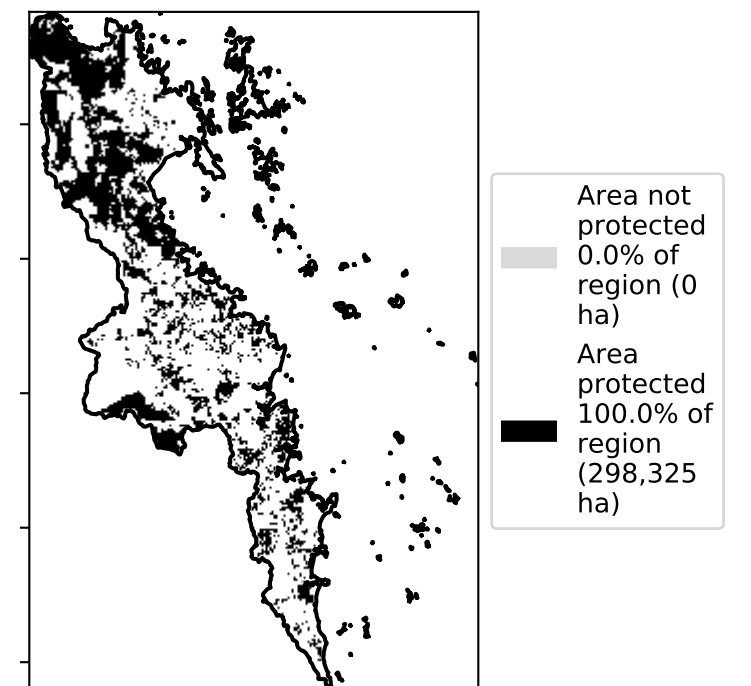 Area not
protected
0.0% of
region (0
ha)
Area
protected
100.0% of
region
(298,325
ha)